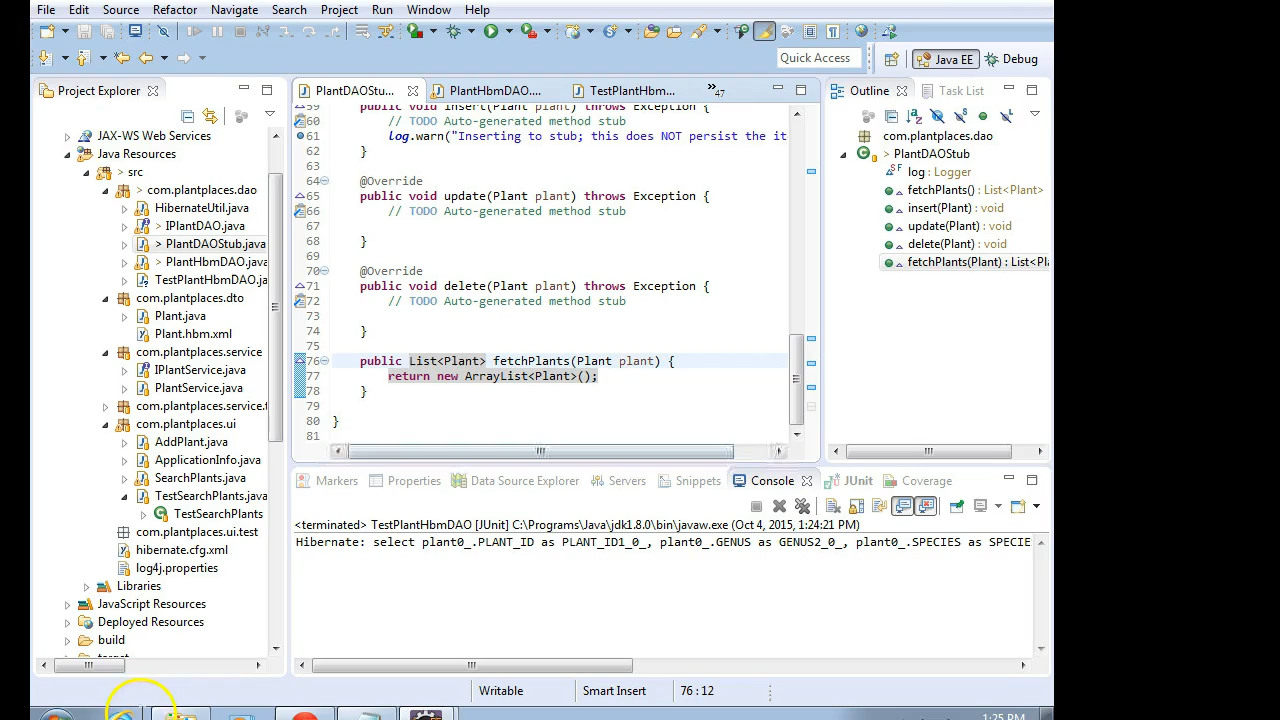 File Edit Source Refactor Navigate Search Project Run Window Help
Quick Access Java EE Debug
Project Explorer
JAX-WS Web Services
Java Resources
> src
> com.plantplaces.dao
HibernateUtil.java
> IPlantDAO.java
> PlantDAOStub.java
> PlantHbmDAO.java
TestPlantHbmDAO.ja
com.plantplaces.dto
Plant.java
Plant.hbm.xml
com.plantplaces.service
IPlantService.java
PlantService.java
com.plantplaces.service.t
com.plantplaces.ui
AddPlant.java
ApplicationInfo.java
SearchPlants.java
TestSearchPlants.java
TestSearchPlants
com.plantplaces.ui.test
hibernate.cfg.xml
log4j.properties
Libraries
JavaScript Resources
Deployed Resources
build
PlantDAOStu... PlantHbmDAO.... TestPlantHbm... »47
59 public void insert(Plant plant) throws Exception {
60 // TODO Auto-generated method stub
61 log.warn("Inserting to stub; this does NOT persist the it
62 }
63
64 @Override
65 public void update(Plant plant) throws Exception {
66 // TODO Auto-generated method stub
67
68 }
69
70 @Override
71 public void delete(Plant plant) throws Exception {
72 // TODO Auto-generated method stub
73
74 }
75
76 public List<Plant> fetchPlants(Plant plant) {
77 return new ArrayList<Plant>();
78 }
79
80 }
81
Outline Task List
com.plantplaces.dao
> PlantDAOStub
log : Logger
fetchPlants() : List<Plant>
insert(Plant) : void
update(Plant) : void
delete(Plant) : void
fetchPlants(Plant) : List<Pla
Markers Properties Data Source Explorer Servers Snippets Console JUnit Coverage
<terminated> TestPlantHbmDAO [JUnit] C:\Programs\Java\jdk1.8.0\bin\javaw.exe (Oct 4, 2015, 1:24:21 PM)
Hibernate: select plant0_.PLANT_ID as PLANT_ID1_0_, plant0_.GENUS as GENUS2_0_, plant0_.SPECIES as SPECIE
Writable Smart Insert 76 : 12
1:25 PM